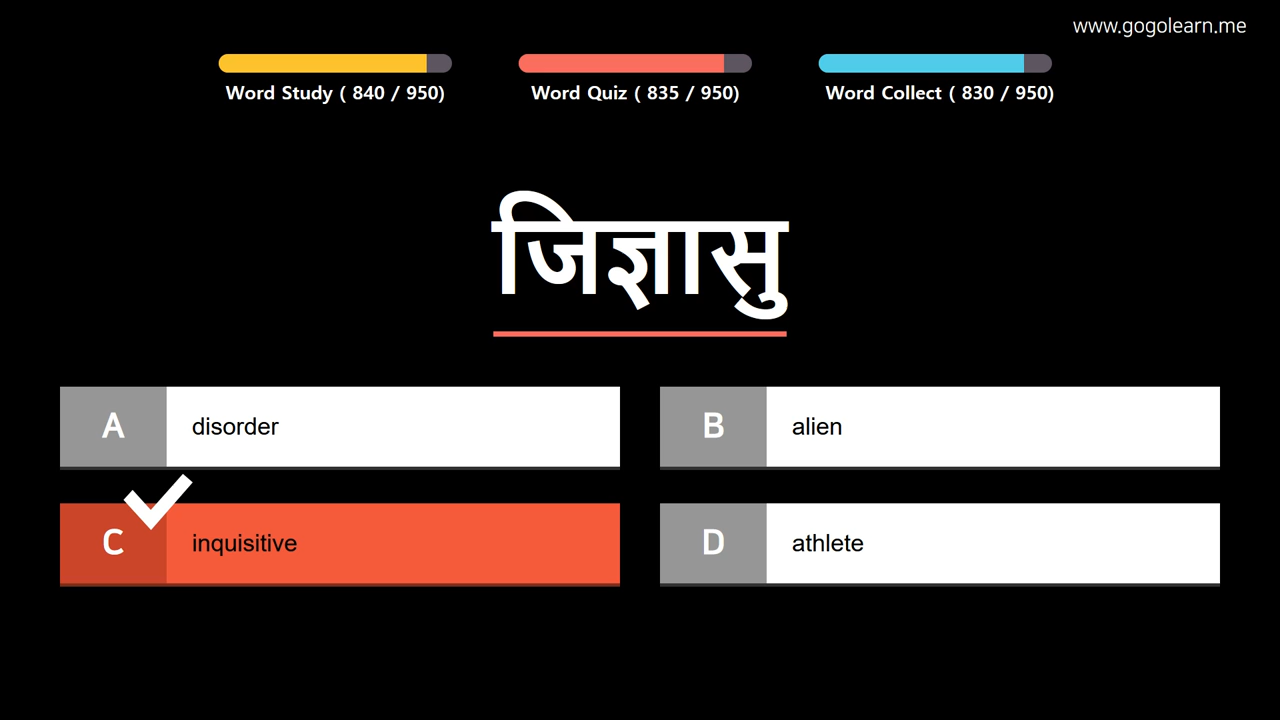 www.gogolearn.me
Word Study ( 840 / 950)
Word Quiz ( 835 / 950)
Word Collect ( 830 / 950)
जिज्ञासु
A disorder
B alien
C inquisitive
D athlete